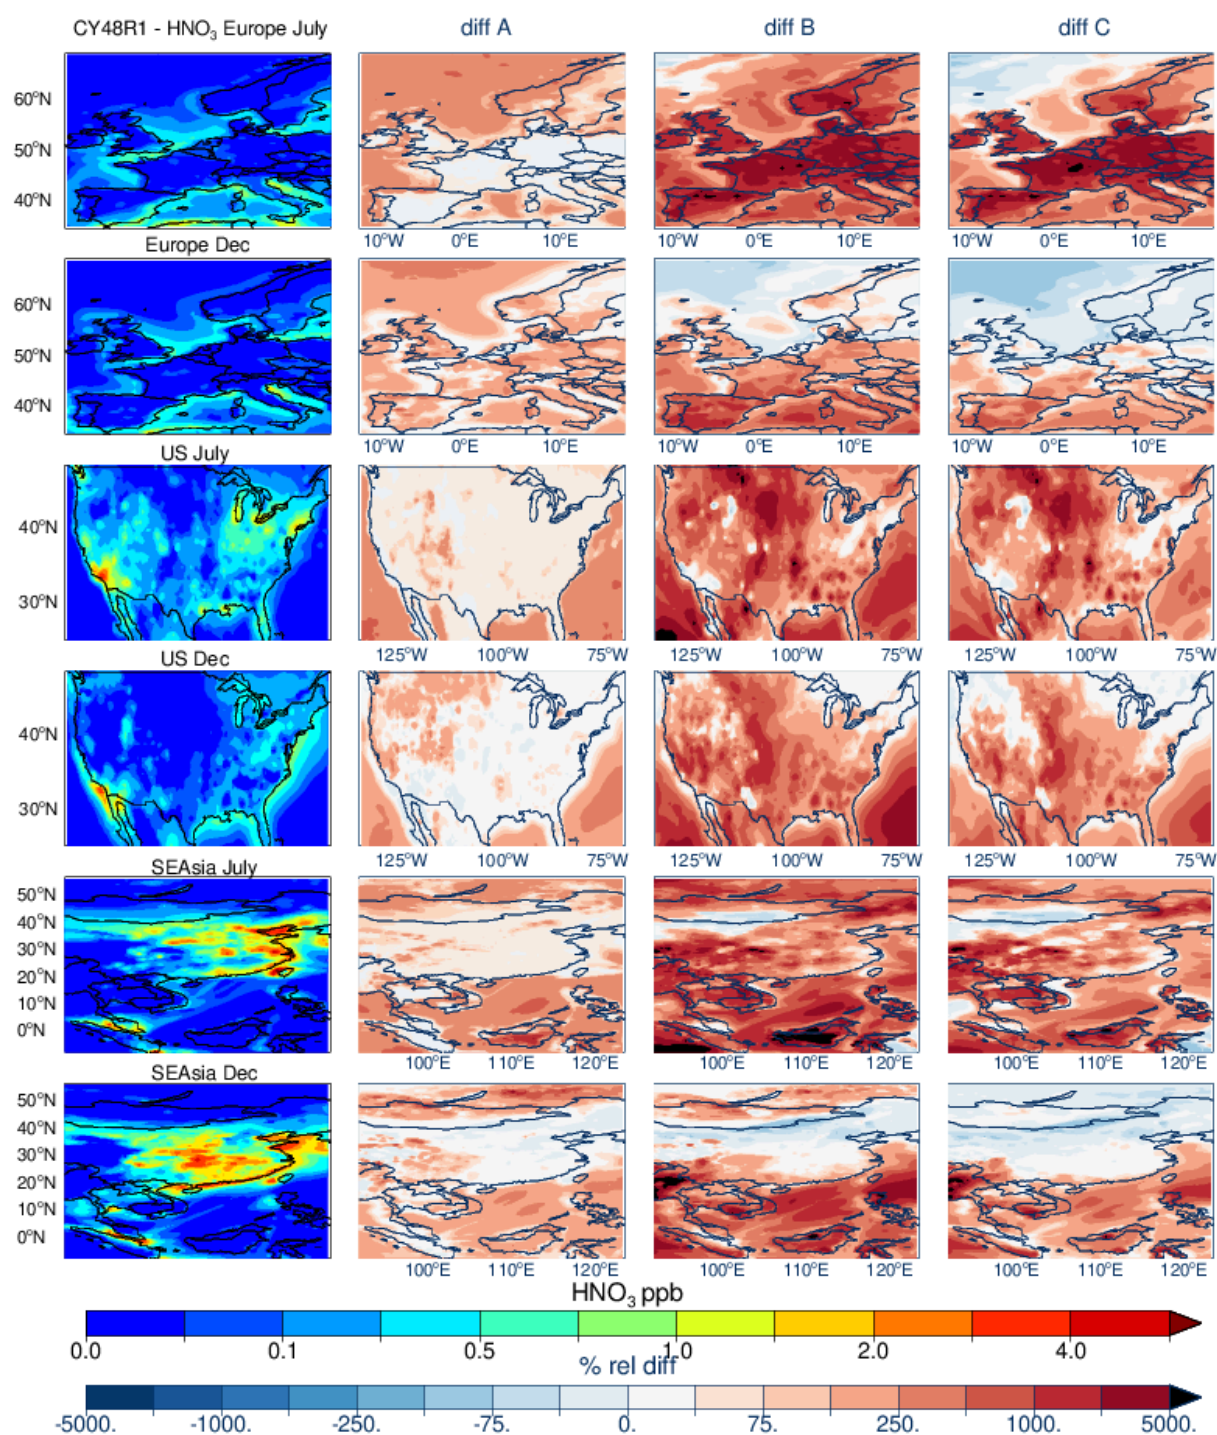 CY48R1 - HNO₃ Europe July diff A diff B diff C
60°N
50°N
40°N
10°W 0°E 10°E 10°W 0°E 10°E 10°W 0°E 10°E
Europe Dec
60°N
50°N
40°N
10°W 0°E 10°E 10°W 0°E 10°E 10°W 0°E 10°E
US July
40°N
30°N
125°W 100°W 75°W 125°W 100°W 75°W 125°W 100°W 75°W
US Dec
40°N
30°N
125°W 100°W 75°W 125°W 100°W 75°W 125°W 100°W 75°W
SEAsia July
50°N
40°N
30°N
20°N
10°N
0°N
100°E 110°E 120°E 100°E 110°E 120°E 100°E 110°E 120°E
SEAsia Dec
50°N
40°N
30°N
20°N
10°N
0°N
100°E 110°E 120°E 100°E 110°E 120°E 100°E 110°E 120°E
HNO₃ ppb
0.0 0.1 0.5 1.0 2.0 4.0
% rel diff
-5000. -1000. -250. -75. 0. 75. 250. 1000. 5000.